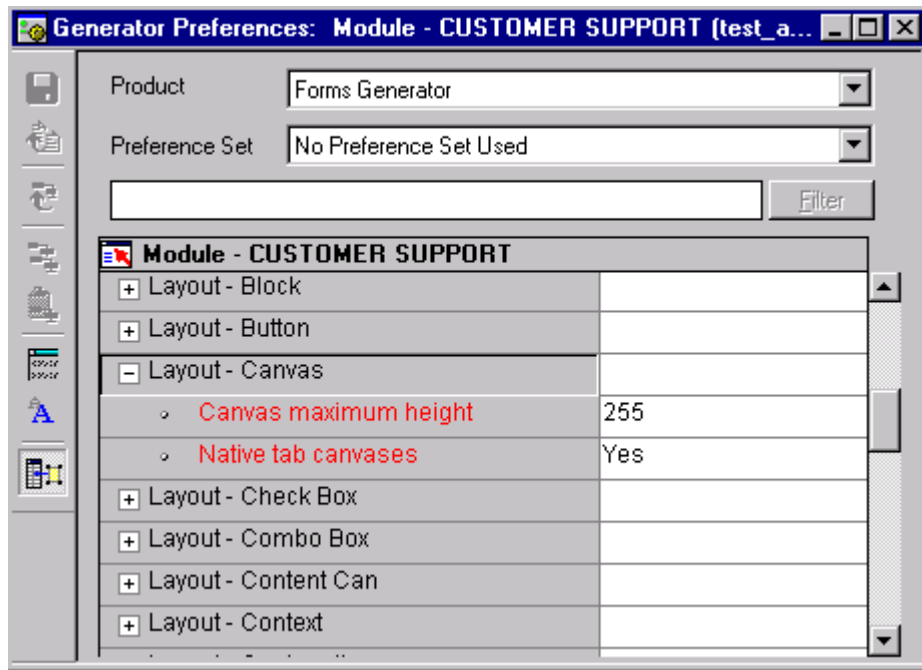 Generator Preferences: Module - CUSTOMER SUPPORT (test_a...
Product
Forms Generator
Preference Set
No Preference Set Used
Filter
Module - CUSTOMER SUPPORT
Layout - Block
Layout - Button
Layout - Canvas
Canvas maximum height 255
Native tab canvases Yes
Layout - Check Box
Layout - Combo Box
Layout - Content Can
Layout - Context